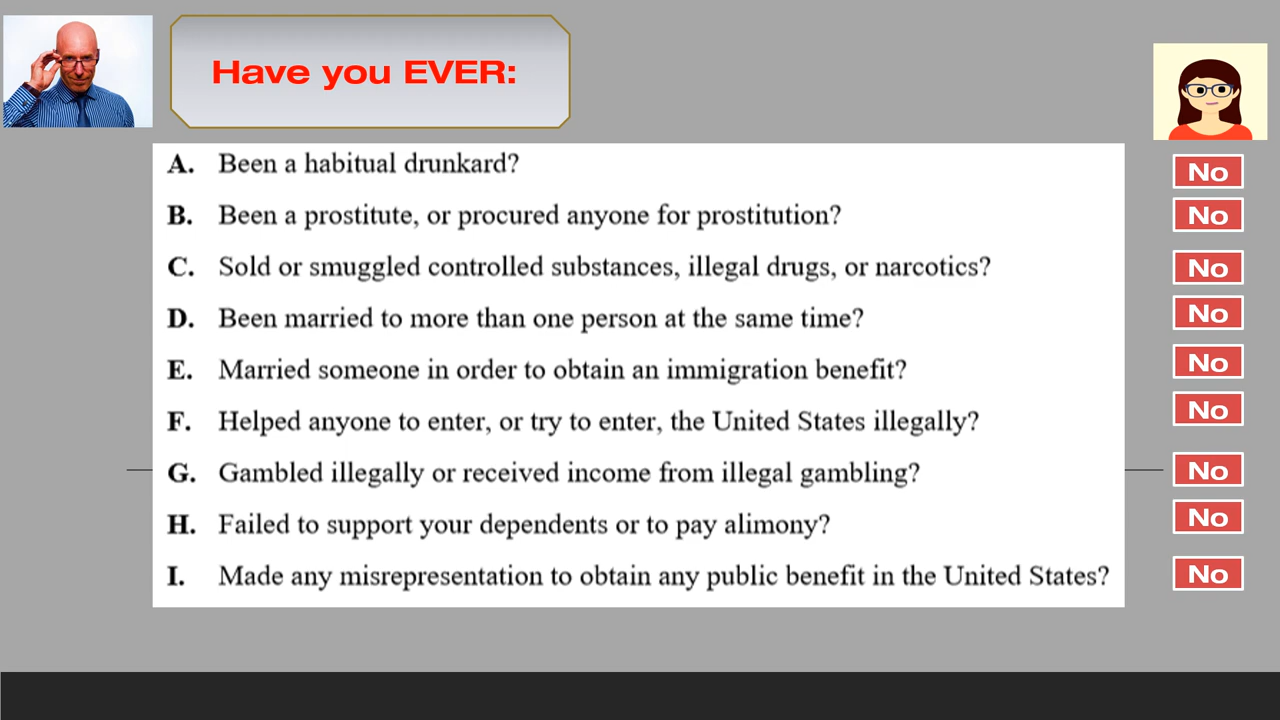 Have you EVER:
A. Been a habitual drunkard? No
B. Been a prostitute, or procured anyone for prostitution? No
C. Sold or smuggled controlled substances, illegal drugs, or narcotics? No
D. Been married to more than one person at the same time? No
E. Married someone in order to obtain an immigration benefit? No
F. Helped anyone to enter, or try to enter, the United States illegally? No
G. Gambled illegally or received income from illegal gambling? No
H. Failed to support your dependents or to pay alimony? No
I. Made any misrepresentation to obtain any public benefit in the United States? No